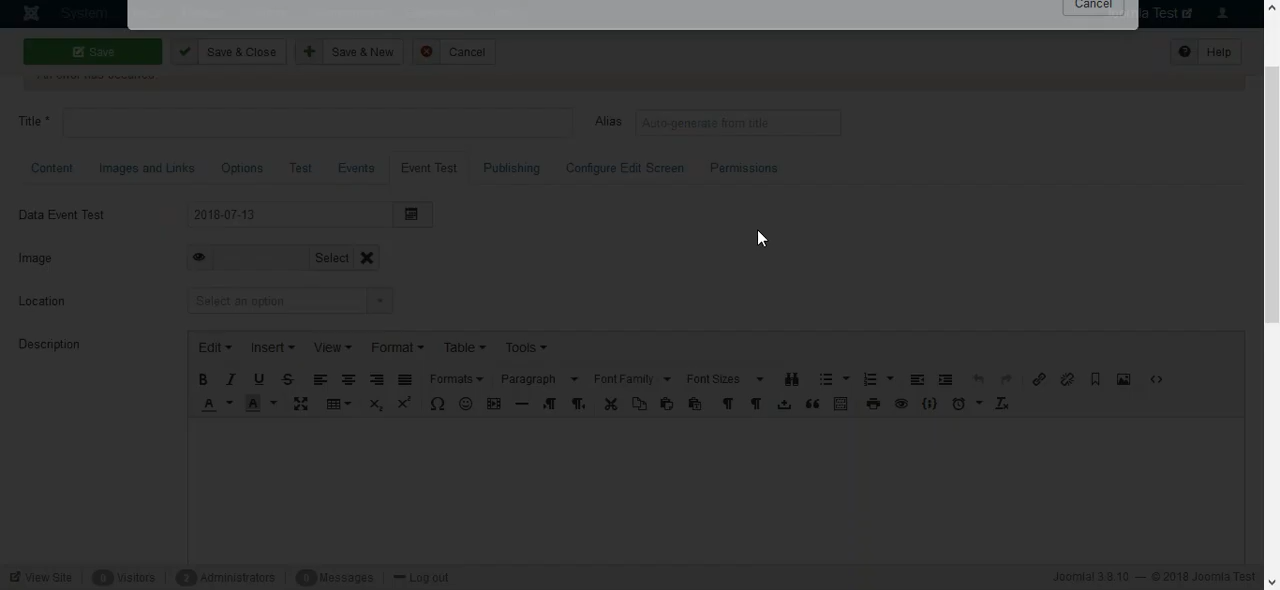 Cancel
System
Joomla Test
Save
Save & Close
Save & New
Cancel
Help
Title *
Alias
Auto-generate from title
Content
Images and Links
Options
Test
Events
Event Test
Publishing
Configure Edit Screen
Permissions
Data Event Test
2018-07-13
Image
Select
Location
Select an option
Description
Edit
Insert
View
Format
Table
Tools
Formats
Paragraph
Font Family
Font Sizes
View Site
0 Visitors
Administrators
0 Messages
Log out
Joomla! 3.8.10 — © 2018 Joomla Test